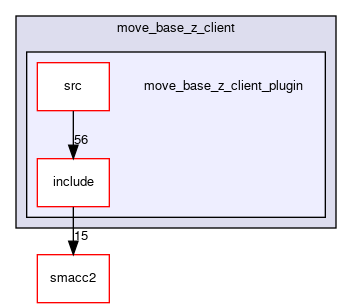 move_base_z_client
src
move_base_z_client_plugin
56
include
15
smacc2